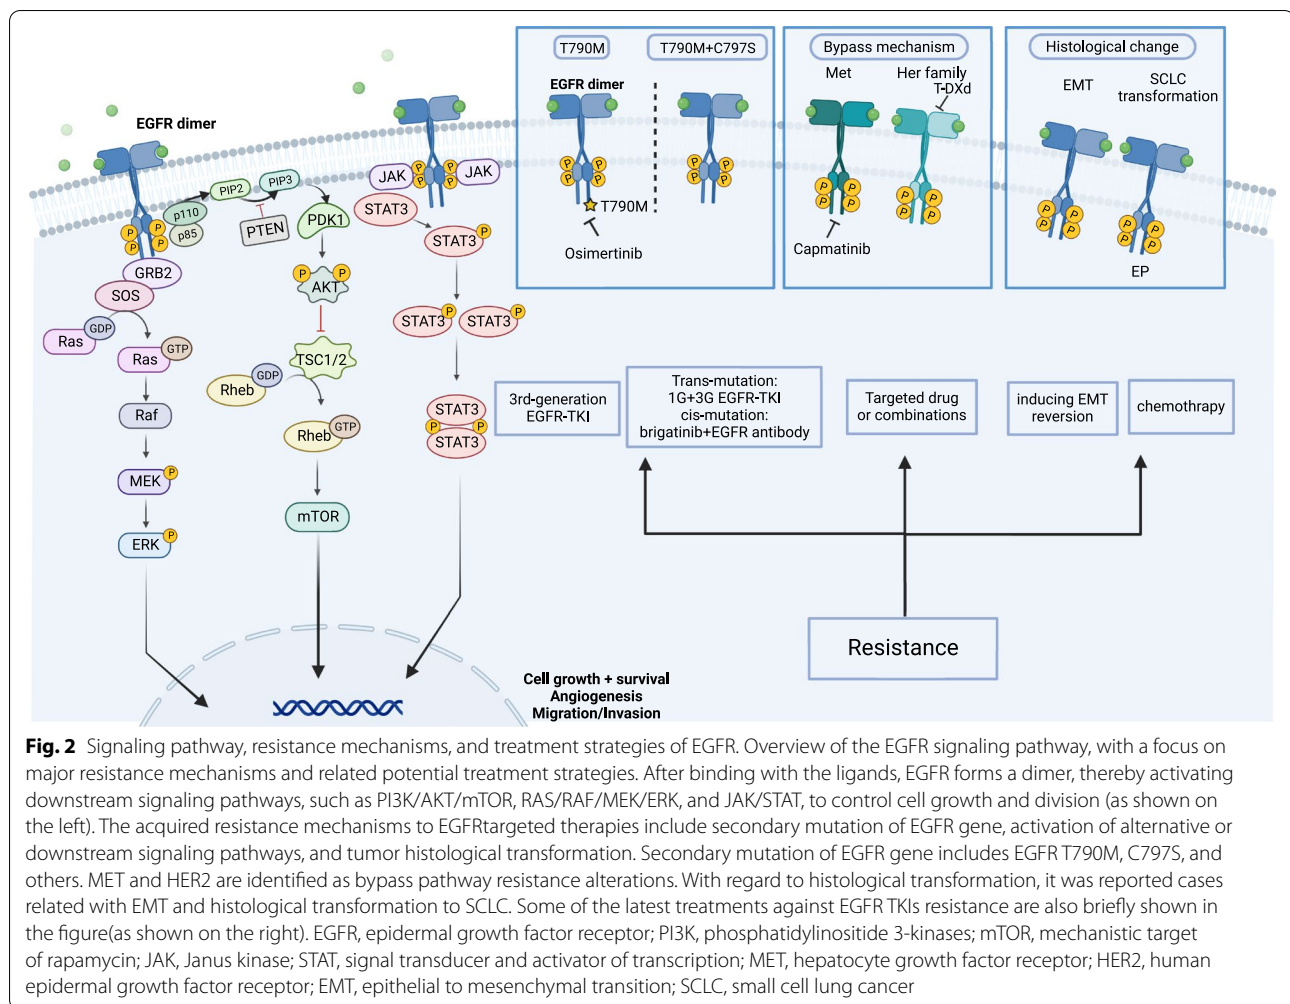 EGFR dimer
PIP2
PIP3
p110
p85
PTEN
PDK1
P
P
P
P
GRB2
SOS
Ras
GDP
Ras
GTP
Raf
MEK
P
ERK
P
P
P
AKT
TSC1/2
Rheb
GDP
Rheb
GTP
mTOR
JAK
P
P
P
P
JAK
STAT3
STAT3
P
STAT3
P
STAT3
P
STAT3
P
P
STAT3
Cell growth + survival
Angiogenesis
Migration/Invasion
T790M
T790M+C797S
EGFR dimer
P
P
P
P
T790M
Osimertinib
P
P
P
P
Bypass mechanism
Met
Her family
T-DXd
P
P
P
P
P
P
P
P
Capmatinib
Histological change
EMT
SCLC
transformation
P
P
P
P
P
P
P
P
EP
3rd-generation
EGFR-TKI
Trans-mutation:
1G+3G EGFR-TKI
cis-mutation:
brigatinib+EGFR antibody
Targeted drug
or combinations
inducing EMT
reversion
chemothrapy
Resistance
Fig. 2 Signaling pathway, resistance mechanisms, and treatment strategies of EGFR. Overview of the EGFR signaling pathway, with a focus on
major resistance mechanisms and related potential treatment strategies. After binding with the ligands, EGFR forms a dimer, thereby activating
downstream signaling pathways, such as PI3K/AKT/mTOR, RAS/RAF/MEK/ERK, and JAK/STAT, to control cell growth and division (as shown on
the left). The acquired resistance mechanisms to EGFRtargeted therapies include secondary mutation of EGFR gene, activation of alternative or
downstream signaling pathways, and tumor histological transformation. Secondary mutation of EGFR gene includes EGFR T790M, C797S, and
others. MET and HER2 are identified as bypass pathway resistance alterations. With regard to histological transformation, it was reported cases
related with EMT and histological transformation to SCLC. Some of the latest treatments against EGFR TKIs resistance are also briefly shown in
the figure(as shown on the right). EGFR, epidermal growth factor receptor; PI3K, phosphatidylinositide 3-kinases; mTOR, mechanistic target
of rapamycin; JAK, Janus kinase; STAT, signal transducer and activator of transcription; MET, hepatocyte growth factor receptor; HER2, human
epidermal growth factor receptor; EMT, epithelial to mesenchymal transition; SCLC, small cell lung cancer